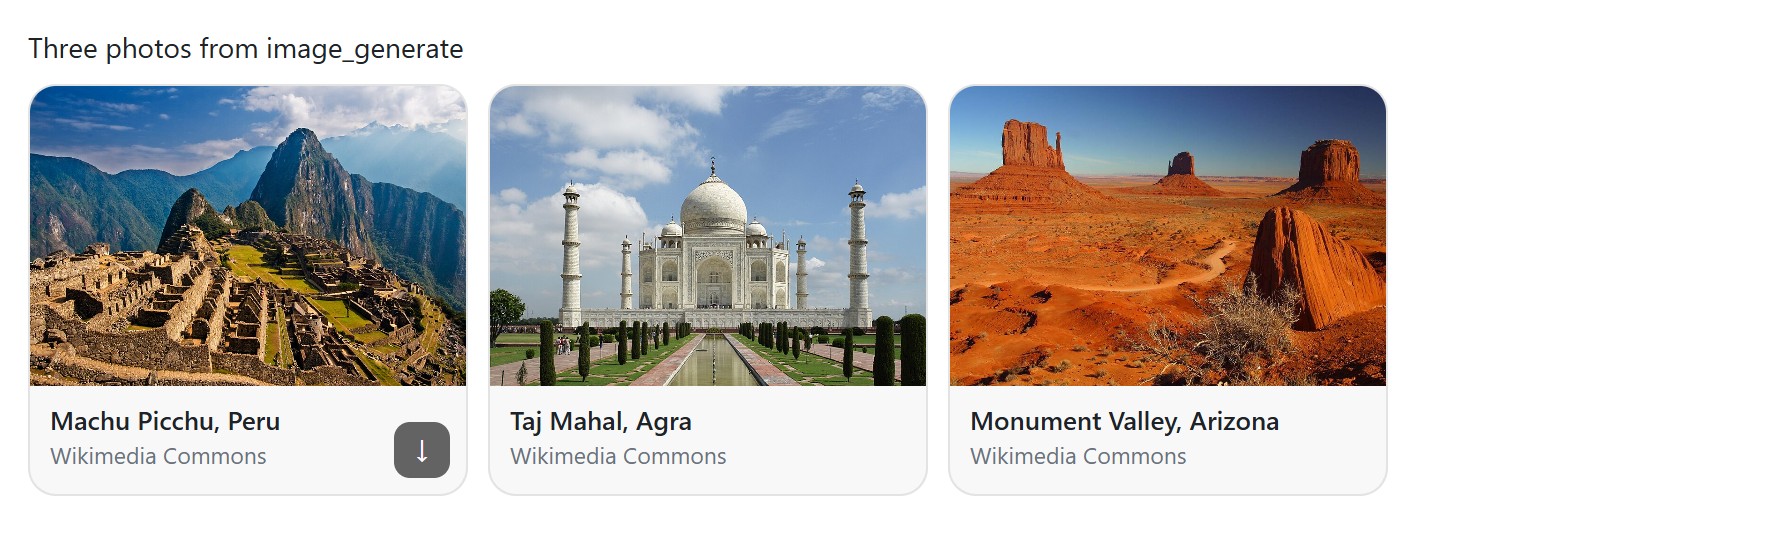 Three photos from image_generate
Machu Picchu, Peru
Wikimedia Commons
↓
Taj Mahal, Agra
Wikimedia Commons
Monument Valley, Arizona
Wikimedia Commons